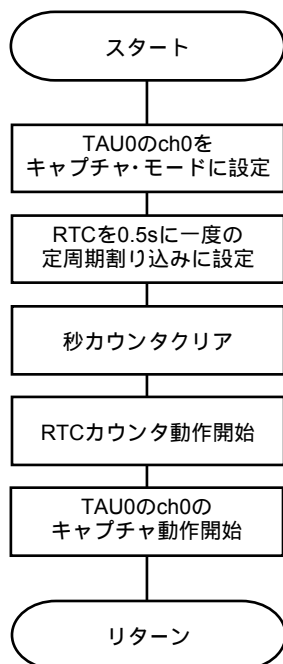 スタート
TAU0のch0を
キャプチャ・モードに設定
RTCを0.5sに一度の
定周期割り込みに設定
秒カウンタクリア
RTCカウンタ動作開始
TAU0のch0の
キャプチャ動作開始
リターン